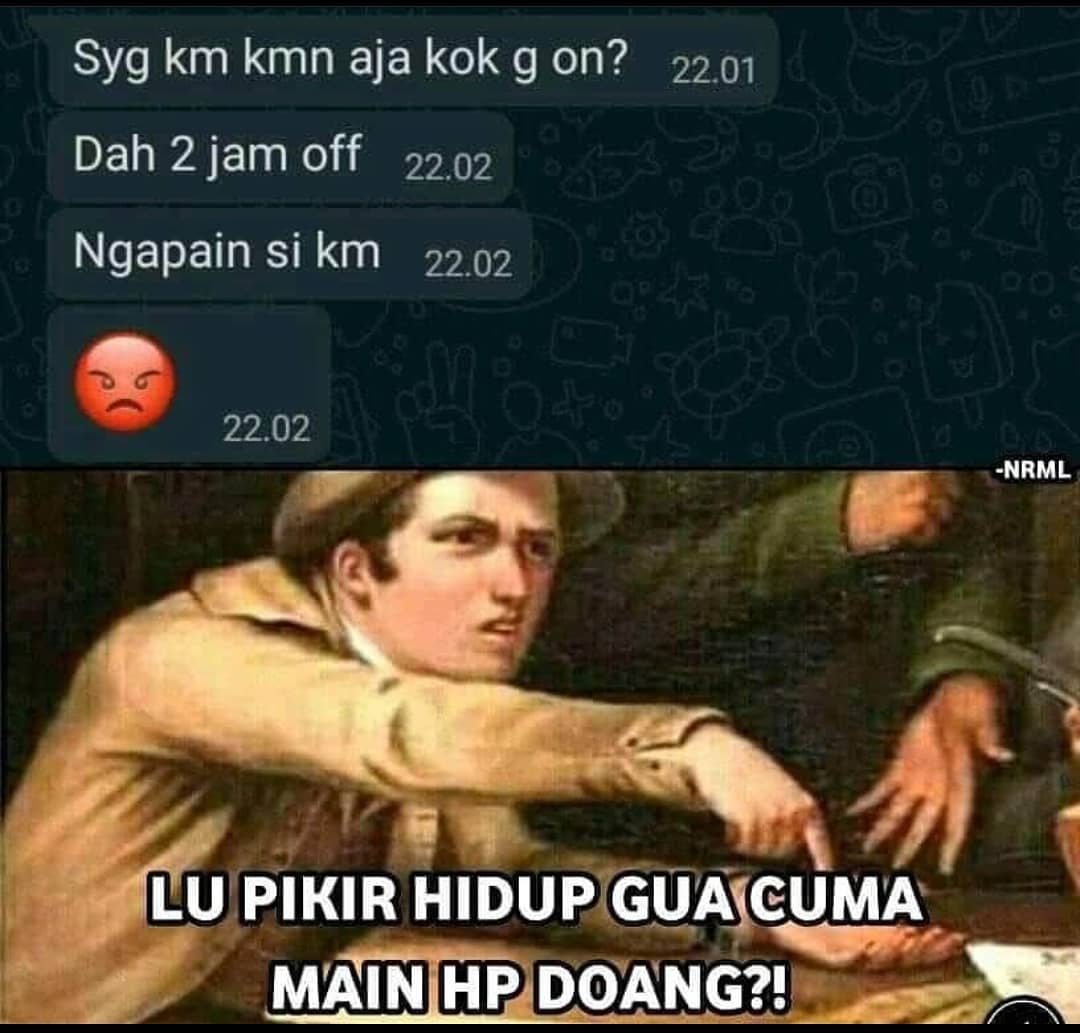 Syg km kmn aja kok g on? 22.01
Dah 2 jam off 22.02
Ngapain si km 22.02
😡 22.02
-NRML
LU PIKIR HIDUP GUA CUMA
MAIN HP DOANG?!